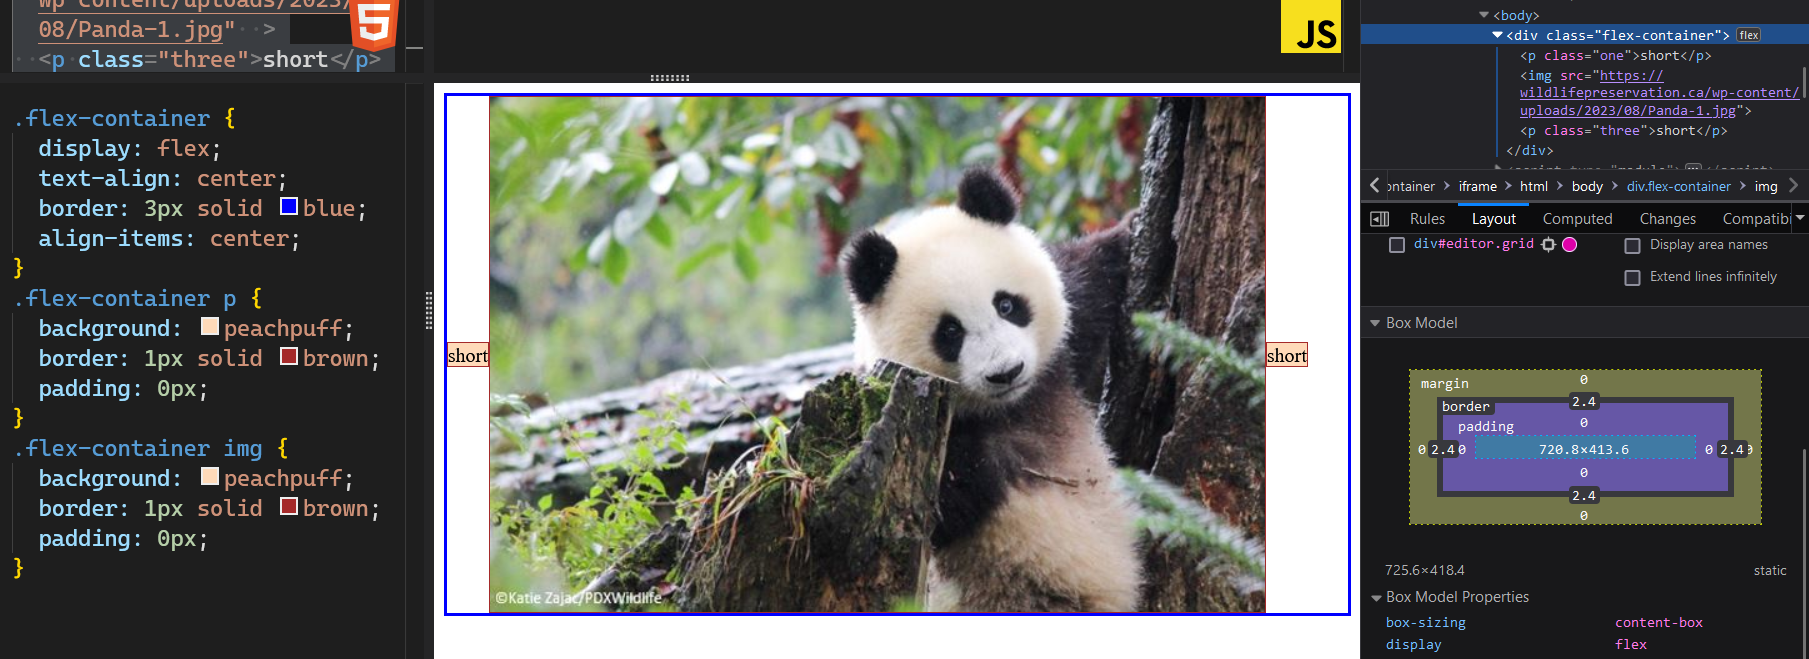 wp-content/uploads/2023/
08/Panda-1.jpg" >
<p class="three">short</p>
.flex-container {
display: flex;
text-align: center;
border: 3px solid blue;
align-items: center;
}
.flex-container p {
background: peachpuff;
border: 1px solid brown;
padding: 0px;
}
.flex-container img {
background: peachpuff;
border: 1px solid brown;
padding: 0px;
}
5
JS
short
short
©Katie Zajac/PDXWildlife
<body>
<div class="flex-container"> flex
<p class="one">short</p>
<img src="https://
wildlifepreservation.ca/wp-content/
uploads/2023/08/Panda-1.jpg">
<p class="three">short</p>
</div>
<script type="module"> </script>
ntainer > iframe > html > body > div.flex-container > img
Rules Layout Computed Changes Compatibi
div#editor.grid
Display area names
Extend lines infinitely
Box Model
margin 0
border 2.4
padding 0
0 2.4 0 720.8×413.6 0 2.4 0
0
2.4
0
725.6×418.4 static
Box Model Properties
box-sizing content-box
display flex